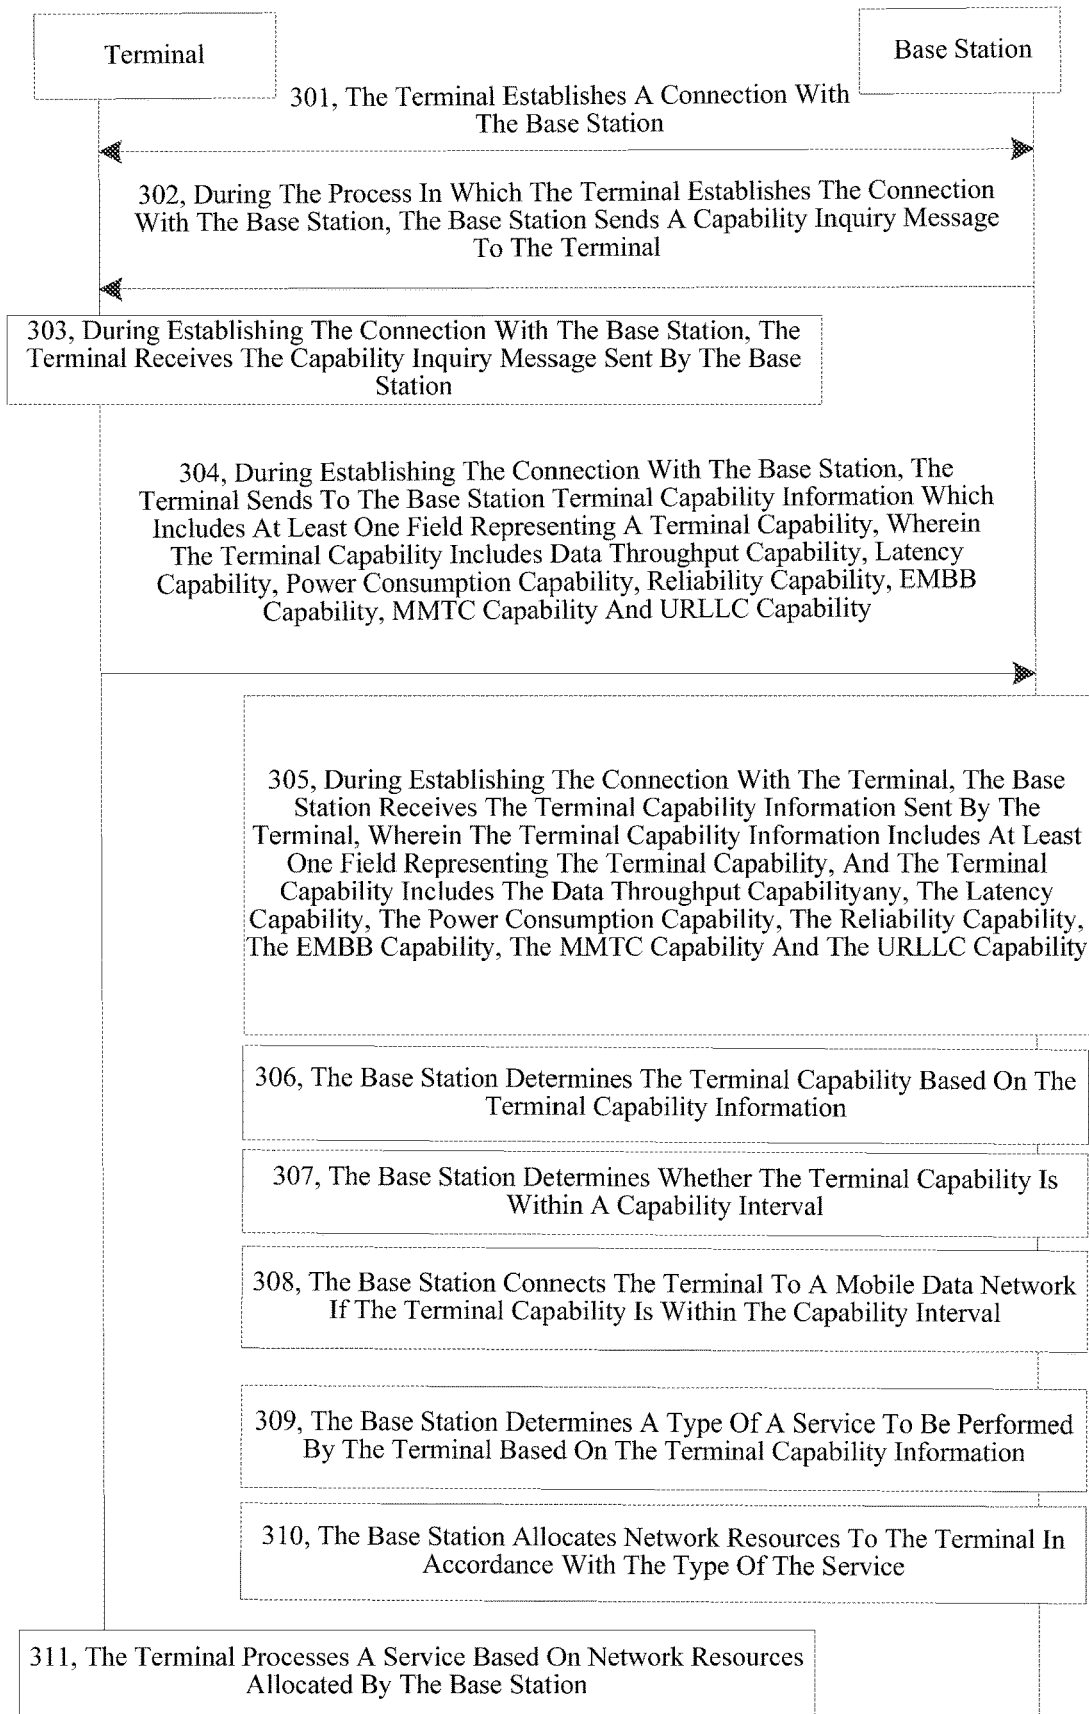 Terminal
Base Station
301, The Terminal Establishes A Connection With
The Base Station
302, During The Process In Which The Terminal Establishes The Connection
With The Base Station, The Base Station Sends A Capability Inquiry Message
To The Terminal
303, During Establishing The Connection With The Base Station, The
Terminal Receives The Capability Inquiry Message Sent By The Base
Station
304, During Establishing The Connection With The Base Station, The
Terminal Sends To The Base Station Terminal Capability Information Which
Includes At Least One Field Representing A Terminal Capability, Wherein
The Terminal Capability Includes Data Throughput Capability, Latency
Capability, Power Consumption Capability, Reliability Capability, EMBB
Capability, MMTC Capability And URLLC Capability
305, During Establishing The Connection With The Terminal, The Base
Station Receives The Terminal Capability Information Sent By The
Terminal, Wherein The Terminal Capability Information Includes At Least
One Field Representing The Terminal Capability, And The Terminal
Capability Includes The Data Throughput Capabilityany, The Latency
Capability, The Power Consumption Capability, The Reliability Capability,
The EMBB Capability, The MMTC Capability And The URLLC Capability
306, The Base Station Determines The Terminal Capability Based On The
Terminal Capability Information
307, The Base Station Determines Whether The Terminal Capability Is
Within A Capability Interval
308, The Base Station Connects The Terminal To A Mobile Data Network
If The Terminal Capability Is Within The Capability Interval
309, The Base Station Determines A Type Of A Service To Be Performed
By The Terminal Based On The Terminal Capability Information
310, The Base Station Allocates Network Resources To The Terminal In
Accordance With The Type Of The Service
311, The Terminal Processes A Service Based On Network Resources
Allocated By The Base Station